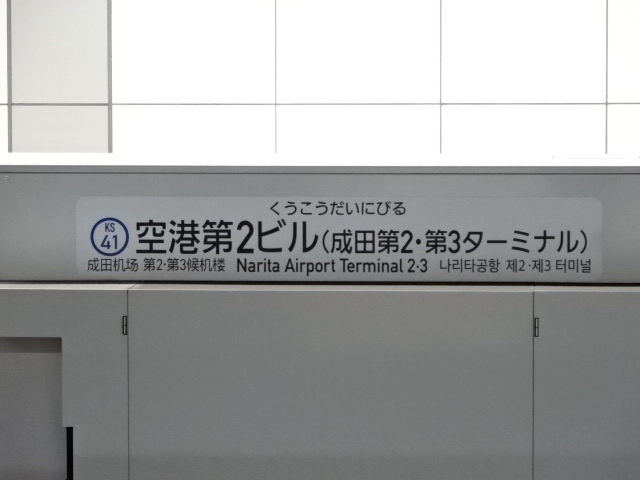 くうこうだいにびる
KS
41
空港第2ビル(成田第2・第3ターミナル)
成田机场 第2·第3候机楼 Narita Airport Terminal 2·3 나리타공항 제2·제3 터미널